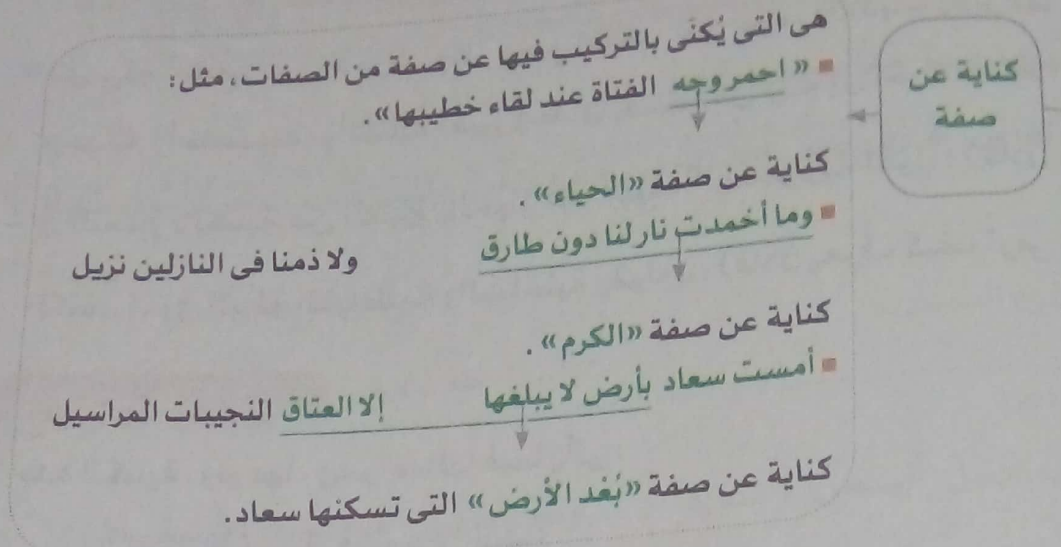 كناية عن
صفة
هى التى يُكنَى بالتركيب فيها عن صفة من الصفات، مثل:
« احمر وجه الفتاة عند لقاء خطيبها».
كناية عن صفة «الحياء».
وما أخمدت نار لنا دون طارق ولا ذمنا فى النازلين نزيل
كناية عن صفة «الكرم».
أمست سعاد بأرض لا يبلغها إلا العتاق النجيبات المراسيل
كناية عن صفة «بُعْد الأرض» التى تسكنها سعاد.